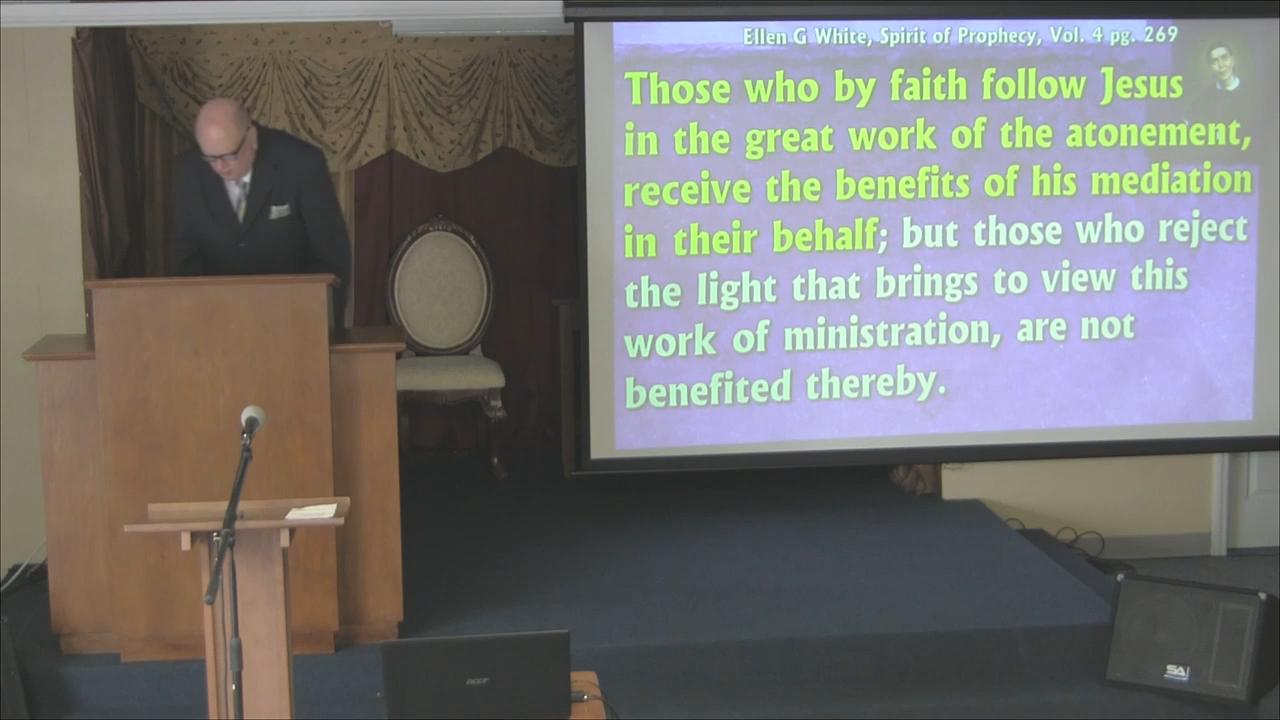 Ellen G White, Spirit of Prophecy, Vol. 4 pg. 269
Those who by faith follow Jesus
in the great work of the atonement,
receive the benefits of his mediation
in their behalf; but those who reject
the light that brings to view this
work of ministration, are not
benefited thereby.
acer
SA